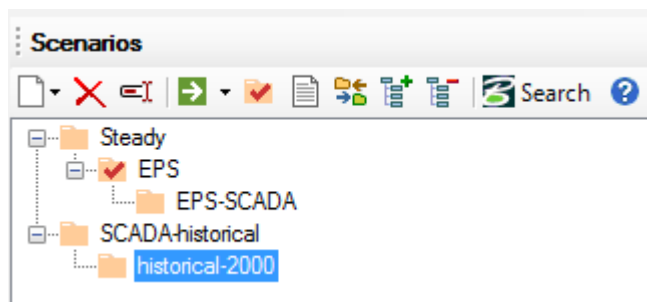 Scenarios
Search
Steady
EPS
EPS-SCADA
SCADA-historical
historical-2000